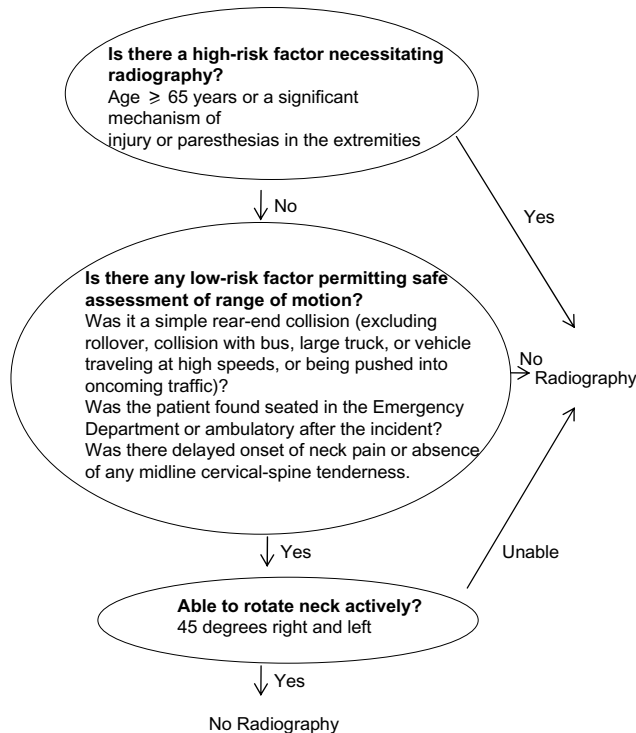 Is there a high-risk factor necessitating
radiography?
Age ⩾ 65 years or a significant
mechanism of
injury or paresthesias in the extremities
No
Yes
Is there any low-risk factor permitting safe
assessment of range of motion?
Was it a simple rear-end collision (excluding
rollover, collision with bus, large truck, or vehicle
traveling at high speeds, or being pushed into
oncoming traffic)?
Was the patient found seated in the Emergency
Department or ambulatory after the incident?
Was there delayed onset of neck pain or absence
of any midline cervical-spine tenderness.
No
Radiography
Yes
Unable
Able to rotate neck actively?
45 degrees right and left
Yes
No Radiography